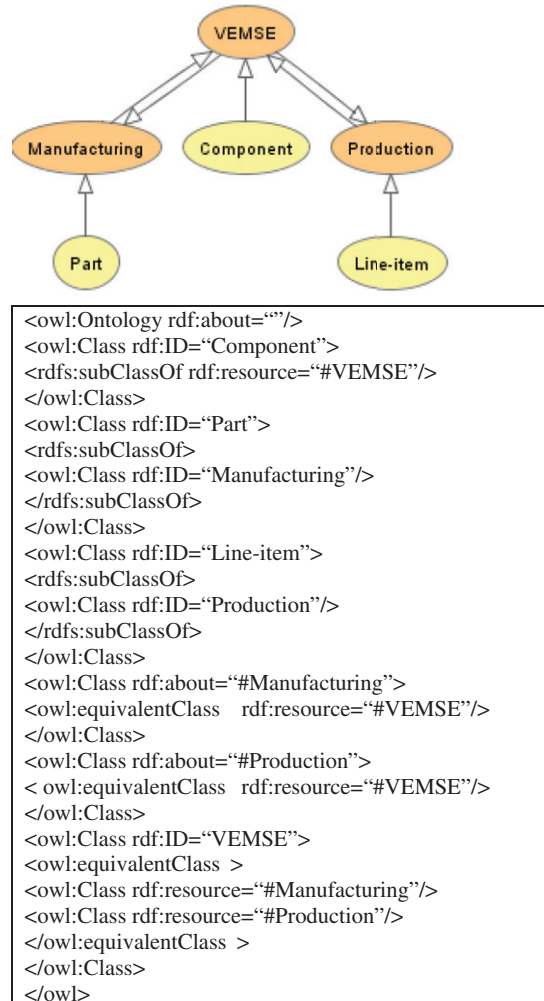 VEMSE
Manufacturing
Component
Production
Part
Line-item
<owl:Ontology rdf:about=“”/>
<owl:Class rdf:ID=“Component”>
<rdfs:subClassOf rdf:resource=“#VEMSE”/>
</owl:Class>
<owl:Class rdf:ID=“Part”>
<rdfs:subClassOf>
<owl:Class rdf:ID=“Manufacturing”/>
</rdfs:subClassOf>
</owl:Class>
<owl:Class rdf:ID=“Line-item”>
<rdfs:subClassOf>
<owl:Class rdf:ID=“Production”/>
</rdfs:subClassOf>
</owl:Class>
<owl:Class rdf:about=“#Manufacturing”>
<owl:equivalentClass rdf:resource=“#VEMSE”/>
</owl:Class>
<owl:Class rdf:about=“#Production”>
< owl:equivalentClass rdf:resource=“#VEMSE”/>
</owl:Class>
<owl:Class rdf:ID=“VEMSE”>
<owl:equivalentClass >
<owl:Class rdf:resource=“#Manufacturing”/>
<owl:Class rdf:resource=“#Production”/>
</owl:equivalentClass >
</owl:Class>
</owl>